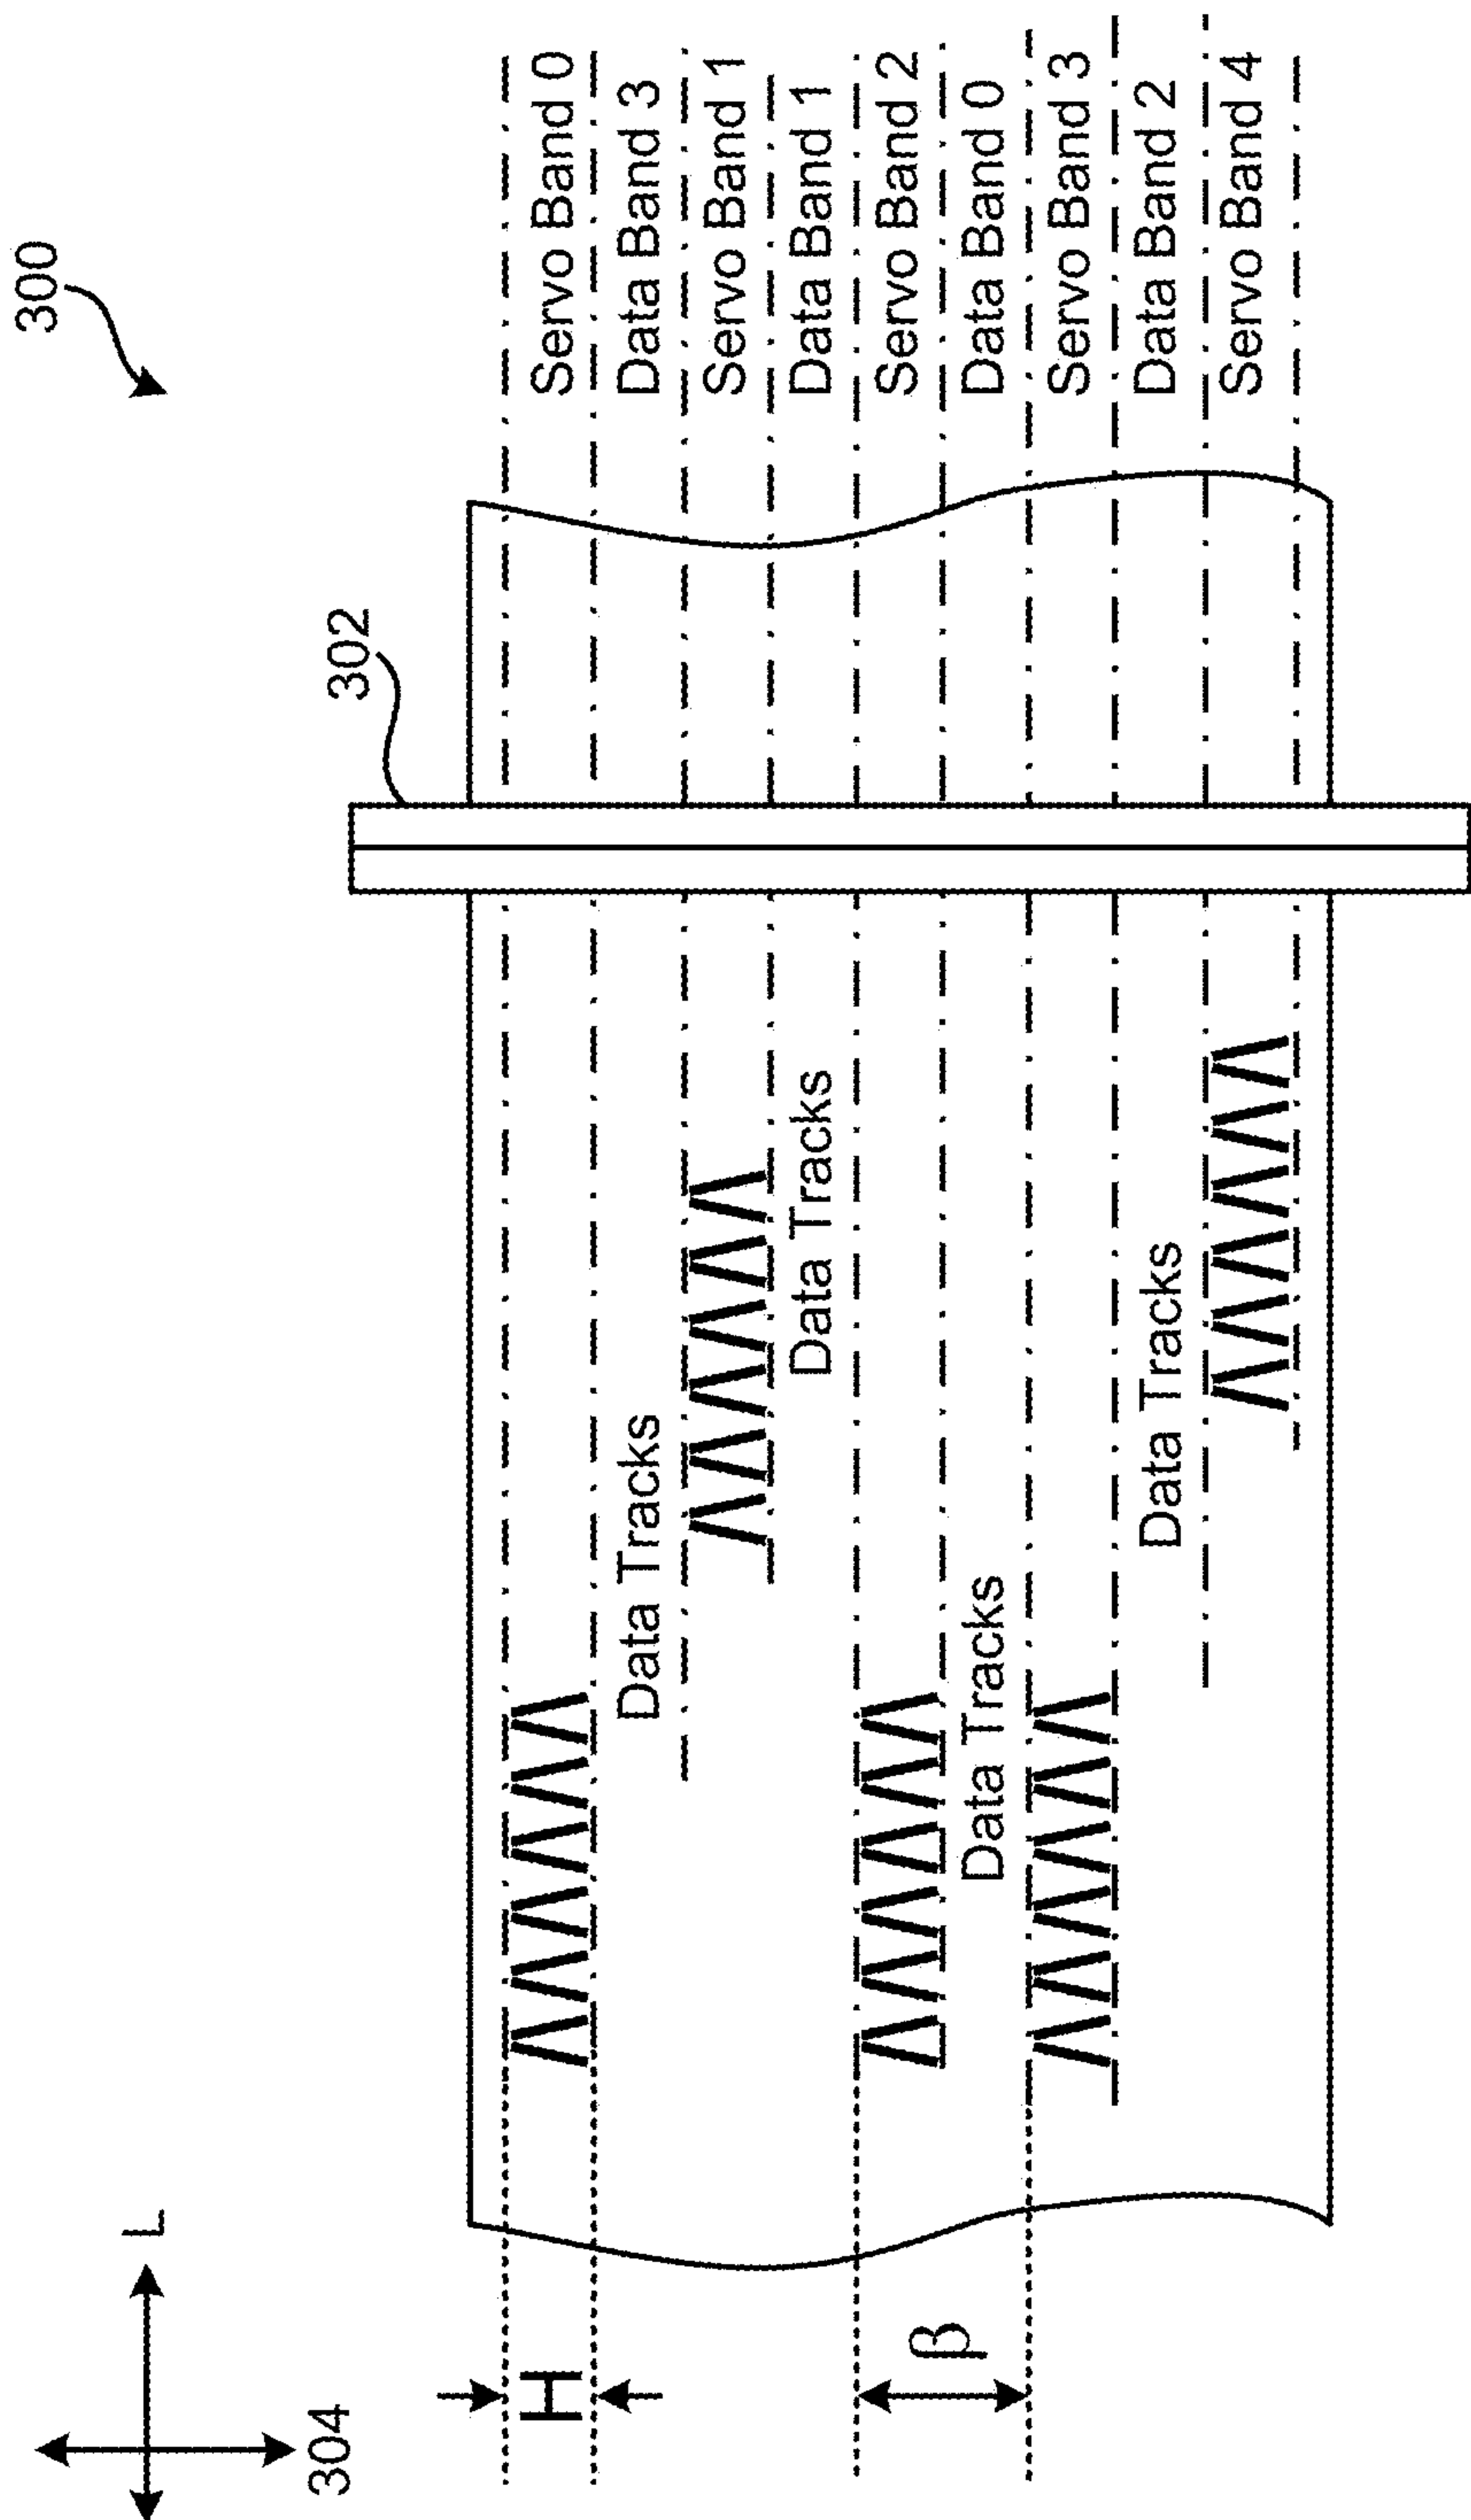 300
302
Servo Band 0
Data Band 3
Servo Band 1
Data Band 1
Servo Band 2
Data Band 0
Servo Band 3
Data Band 2
Servo Band 4
Data Tracks
Data Tracks
Data Tracks
Data Tracks
L
304
H
β